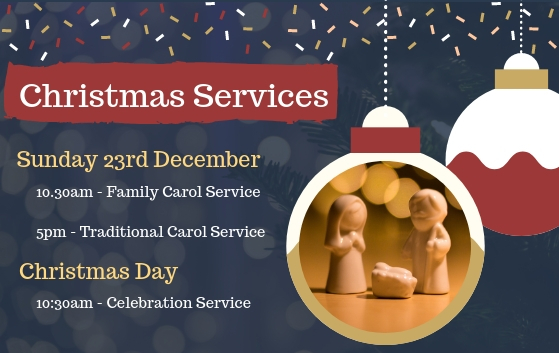 Christmas Services
Sunday 23rd December
10.30am - Family Carol Service
5pm - Traditional Carol Service
Christmas Day
10:30am - Celebration Service